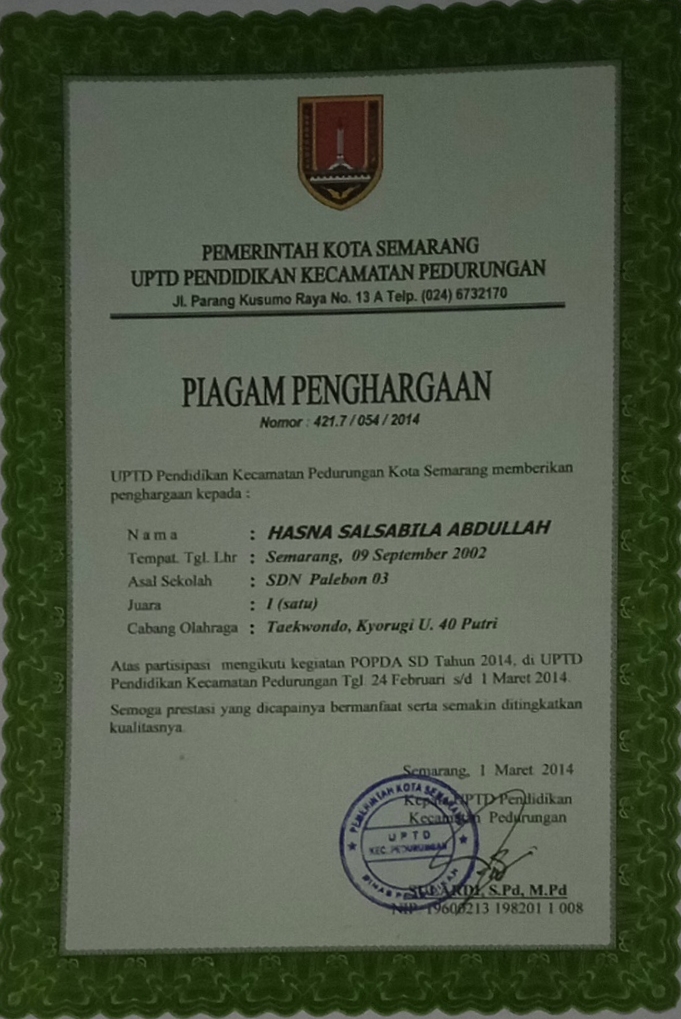 PEMERINTAH KOTA SEMARANG
UPTD PENDIDIKAN KECAMATAN PEDURUNGAN
Jl. Parang Kusumo Raya No. 13 A Telp. (024) 6732170
PIAGAM PENGHARGAAN
Nomor : 421.7 / 054 / 2014
UPTD Pendidikan Kecamatan Pedurungan Kota Semarang memberikan
penghargaan kepada :
N a m a : HASNA SALSABILA ABDULLAH
Tempat. Tgl. Lhr : Semarang, 09 September 2002
Asal Sekolah : SDN Palebon 03
Juara : I (satu)
Cabang Olahraga : Taekwondo, Kyorugi U. 40 Putri
Atas partisipasi mengikuti kegiatan POPDA SD Tahun 2014, di UPTD
Pendidikan Kecamatan Pedurungan Tgl. 24 Februari s/d 1 Maret 2014.
Semoga prestasi yang dicapainya bermanfaat serta semakin ditingkatkan
kualitasnya.
Semarang, 1 Maret 2014
UPTD Pendidikan
Kecamatan Pedurungan
PEMERINTAH KOTA
UPTD
KEC. PEDURUNGAN
S.Pd, M.Pd
NIP. 19600213 198201 1 008